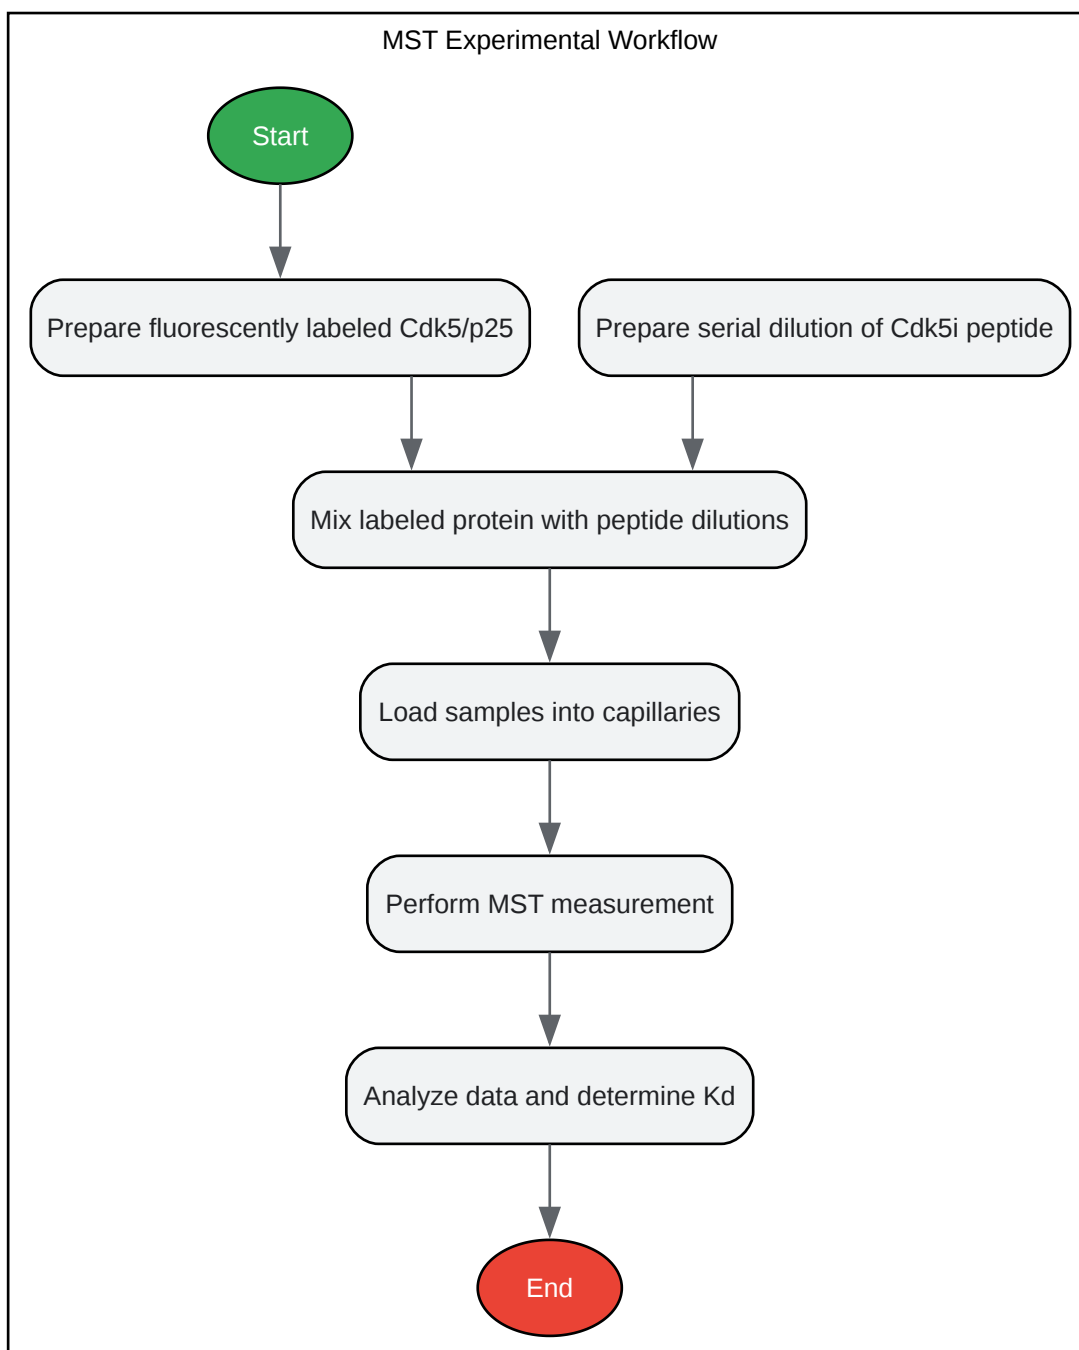 MST Experimental Workflow
Start
Prepare fluorescently labeled Cdk5/p25
Prepare serial dilution of Cdk5i peptide
Mix labeled protein with peptide dilutions
Load samples into capillaries
Perform MST measurement
Analyze data and determine Kd
End